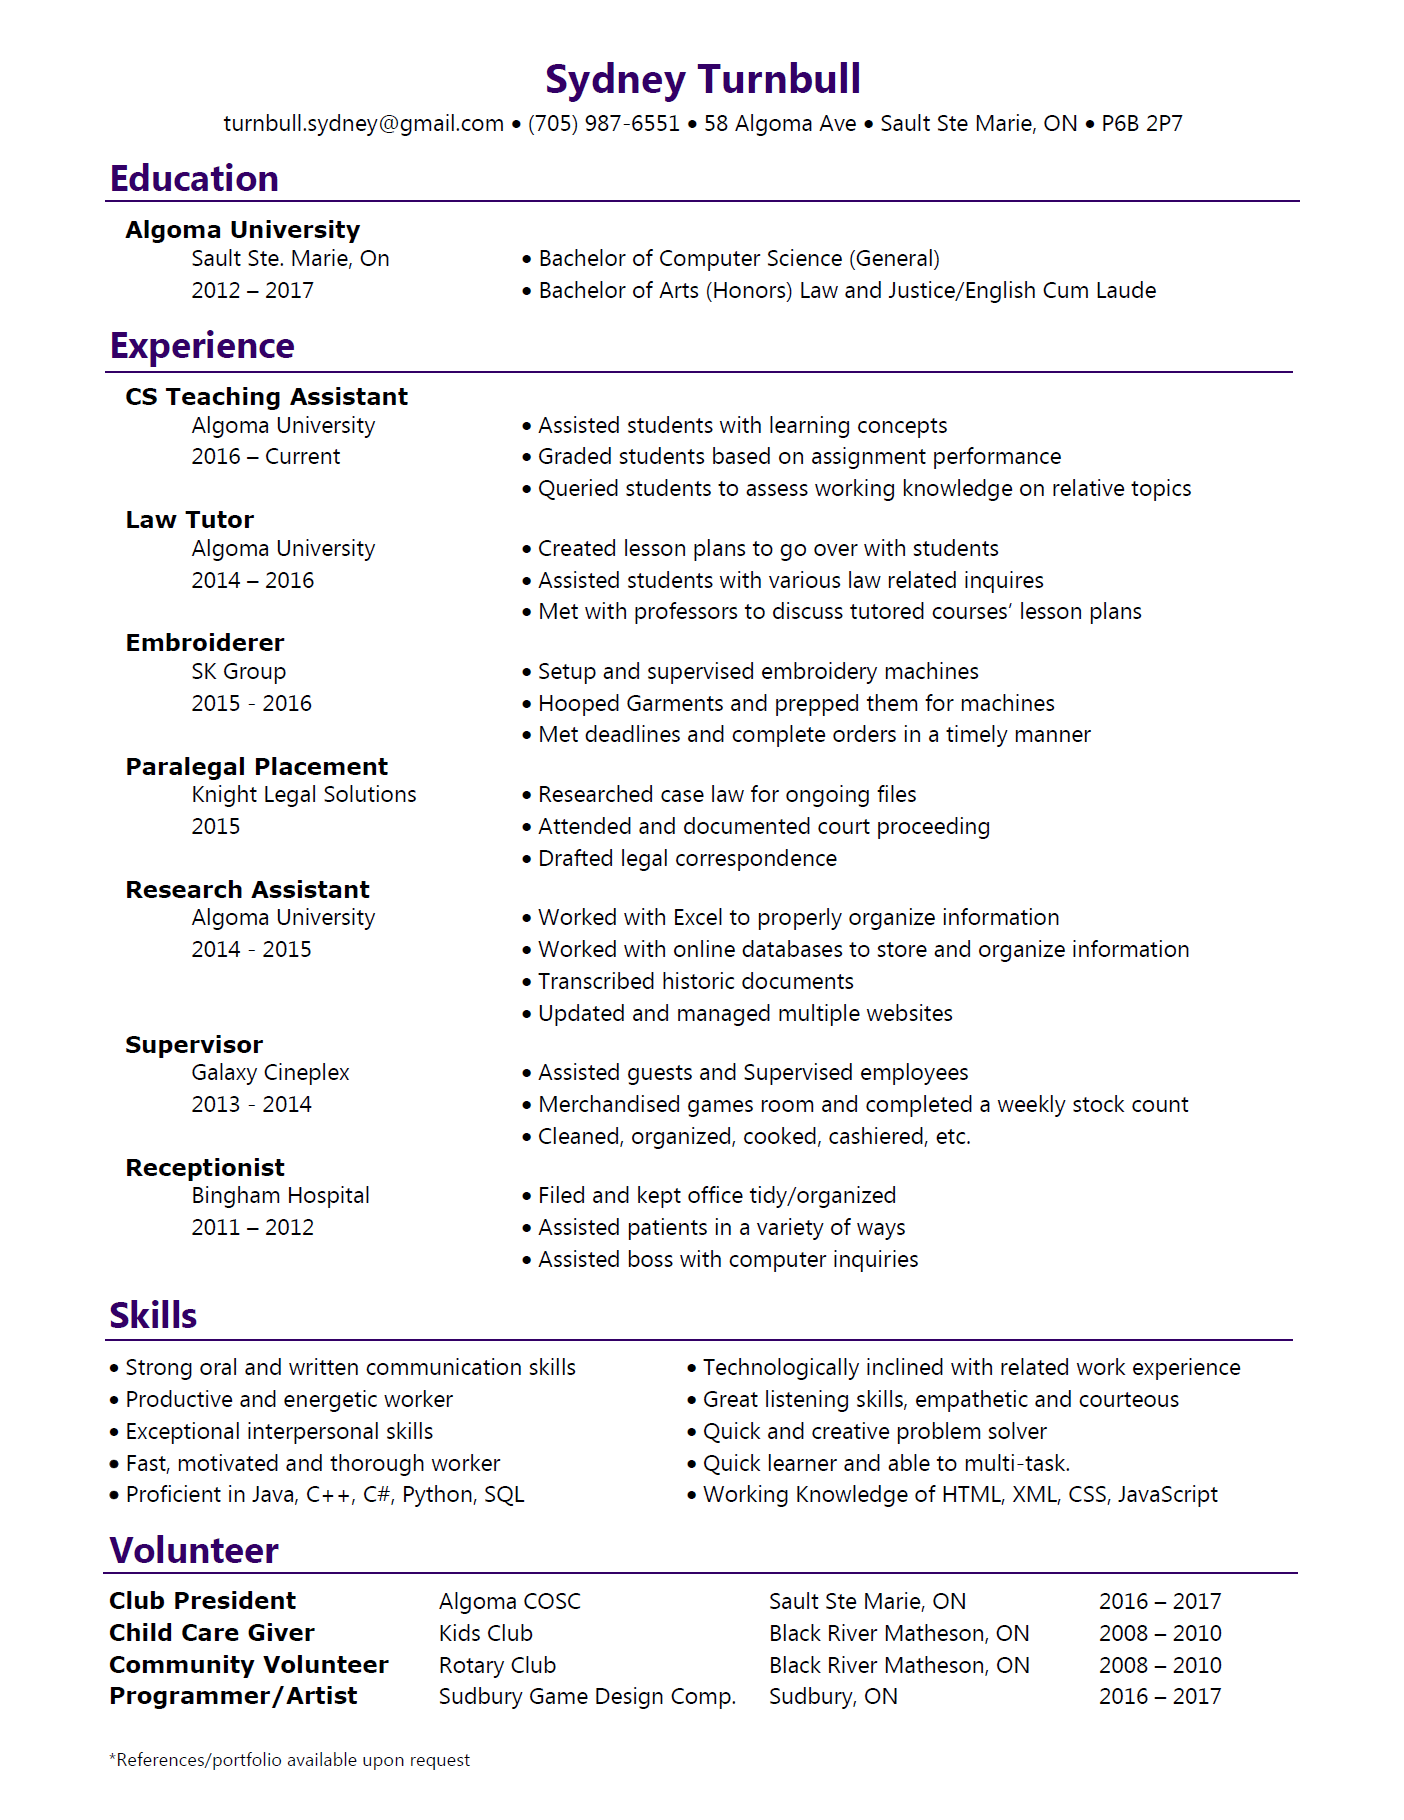 Sydney Turnbull
turnbull.sydney@gmail.com • (705) 987-6551 • 58 Algoma Ave • Sault Ste Marie, ON • P6B 2P7
Education
Algoma University
Sault Ste. Marie, On • Bachelor of Computer Science (General)
2012 – 2017 • Bachelor of Arts (Honors) Law and Justice/English Cum Laude
Experience
CS Teaching Assistant
Algoma University • Assisted students with learning concepts
2016 – Current • Graded students based on assignment performance
• Queried students to assess working knowledge on relative topics
Law Tutor
Algoma University • Created lesson plans to go over with students
2014 – 2016 • Assisted students with various law related inquires
• Met with professors to discuss tutored courses’ lesson plans
Embroiderer
SK Group • Setup and supervised embroidery machines
2015 - 2016 • Hooped Garments and prepped them for machines
• Met deadlines and complete orders in a timely manner
Paralegal Placement
Knight Legal Solutions • Researched case law for ongoing files
2015 • Attended and documented court proceeding
• Drafted legal correspondence
Research Assistant
Algoma University • Worked with Excel to properly organize information
2014 - 2015 • Worked with online databases to store and organize information
• Transcribed historic documents
• Updated and managed multiple websites
Supervisor
Galaxy Cineplex • Assisted guests and Supervised employees
2013 - 2014 • Merchandised games room and completed a weekly stock count
• Cleaned, organized, cooked, cashiered, etc.
Receptionist
Bingham Hospital • Filed and kept office tidy/organized
2011 – 2012 • Assisted patients in a variety of ways
• Assisted boss with computer inquiries
Skills
• Strong oral and written communication skills • Technologically inclined with related work experience
• Productive and energetic worker • Great listening skills, empathetic and courteous
• Exceptional interpersonal skills • Quick and creative problem solver
• Fast, motivated and thorough worker • Quick learner and able to multi-task.
• Proficient in Java, C++, C#, Python, SQL • Working Knowledge of HTML, XML, CSS, JavaScript
Volunteer
Club President Algoma COSC Sault Ste Marie, ON 2016 – 2017
Child Care Giver Kids Club Black River Matheson, ON 2008 – 2010
Community Volunteer Rotary Club Black River Matheson, ON 2008 – 2010
Programmer/Artist Sudbury Game Design Comp. Sudbury, ON 2016 – 2017
*References/portfolio available upon request